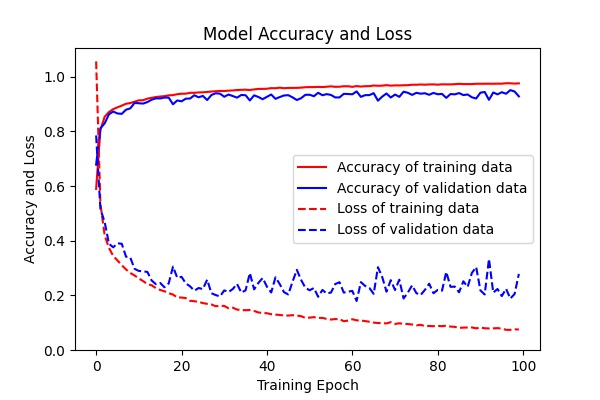 Model Accuracy and Loss
Accuracy and Loss
1.0
0.8
0.6
0.4
0.2
0.0
Accuracy of training data
Accuracy of validation data
Loss of training data
Loss of validation data
0 20 40 60 80 100
Training Epoch